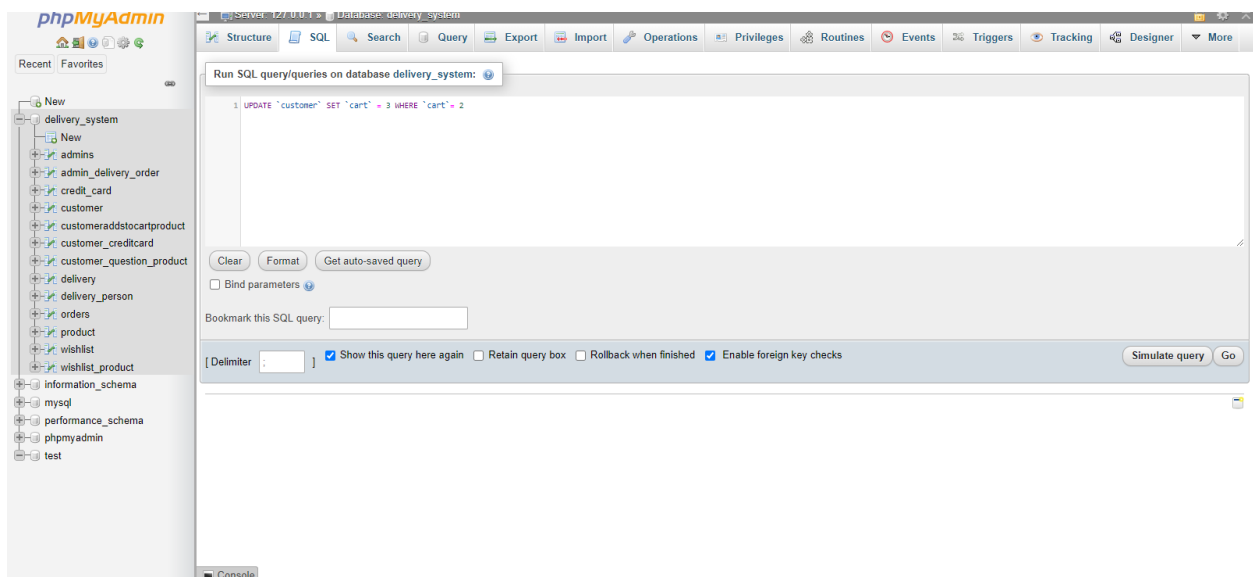 phpMyAdmin
Recent Favorites
New
delivery_system
New
admins
admin_delivery_order
credit_card
customer
customeraddstocartproduct
customer_creditcard
customer_question_product
delivery
delivery_person
orders
product
wishlist
wishlist_product
information_schema
mysql
performance_schema
phpmyadmin
test
Server: 127.0.0.1 » Database: delivery_system
Structure SQL Search Query Export Import Operations Privileges Routines Events Triggers Tracking Designer More
Run SQL query/queries on database delivery_system:
1 UPDATE `customer` SET `cart` = 3 WHERE `cart`= 2
Clear Format Get auto-saved query
Bind parameters
Bookmark this SQL query:
[ Delimiter ; ] Show this query here again Retain query box Rollback when finished Enable foreign key checks Simulate query Go
Console